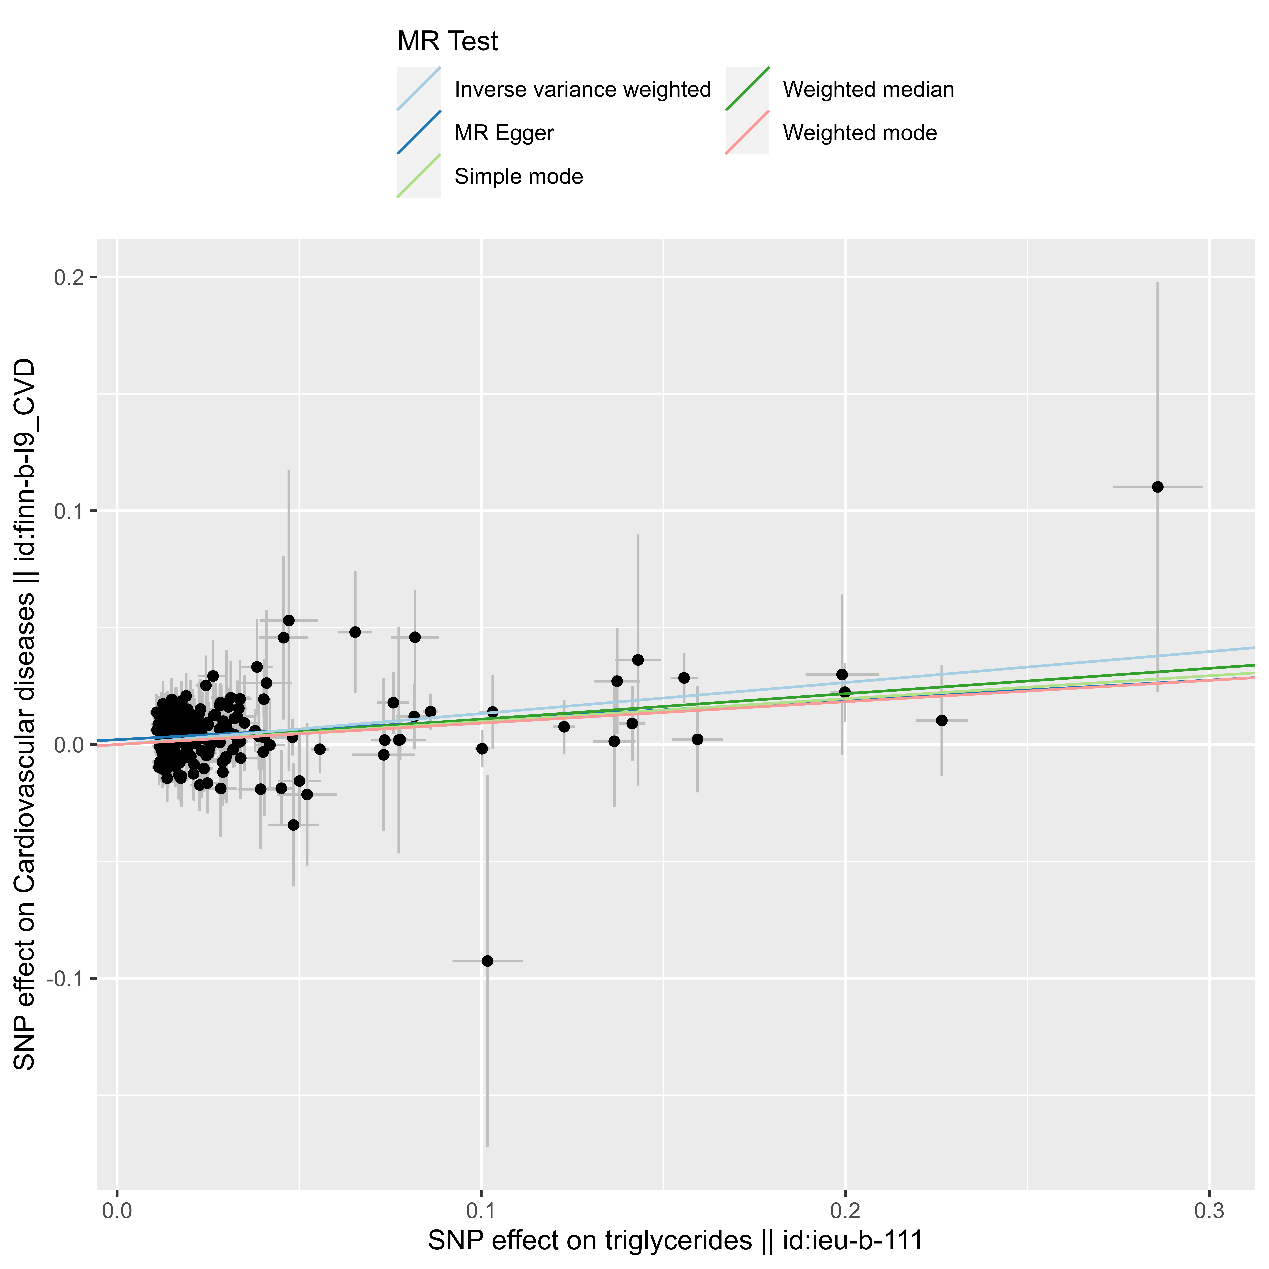 MR Test
Inverse variance weighted
Weighted median
MR Egger
Weighted mode
Simple mode
0.2
0.1
0.0
-0.1
SNP effect on Cardiovascular diseases || id:finn-b-I9_CVD
0.0
0.1
0.2
0.3
SNP effect on triglycerides || id:ieu-b-111